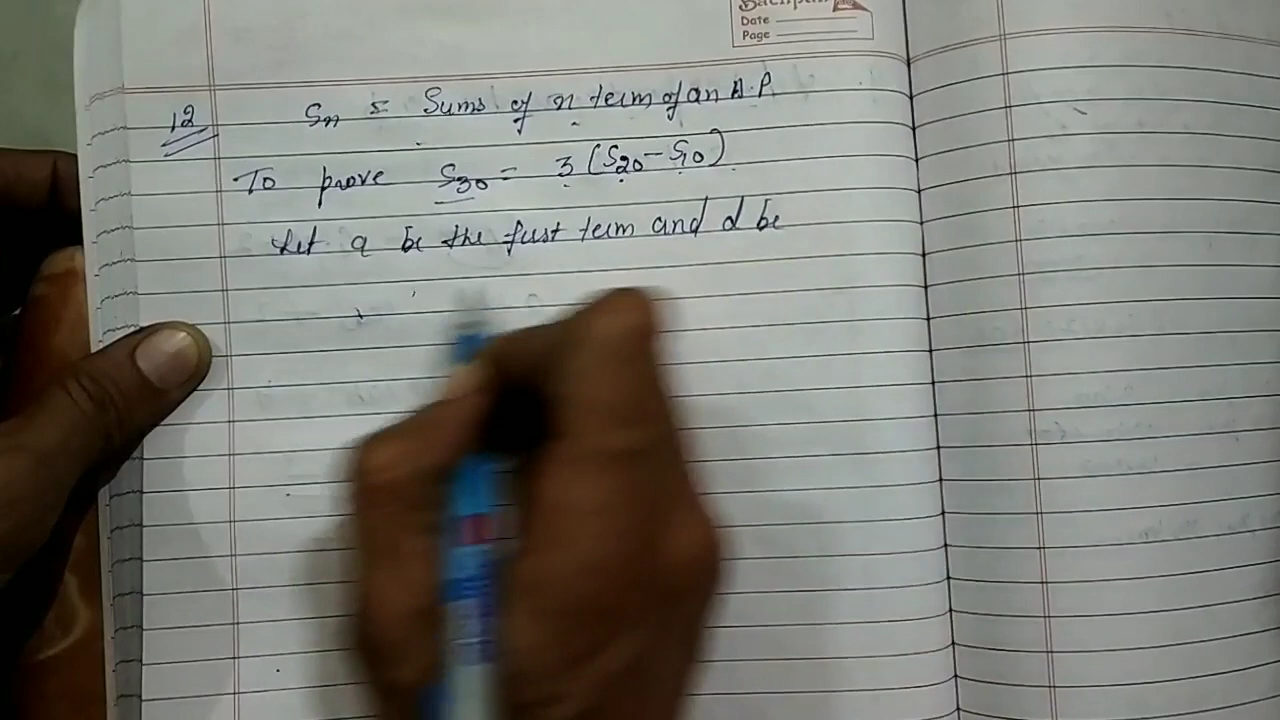 Date
Page
12 Sn = Sums of n term of an A.P
To prove S30 = 3 (S20 - S10)
Let a be the first term and d be